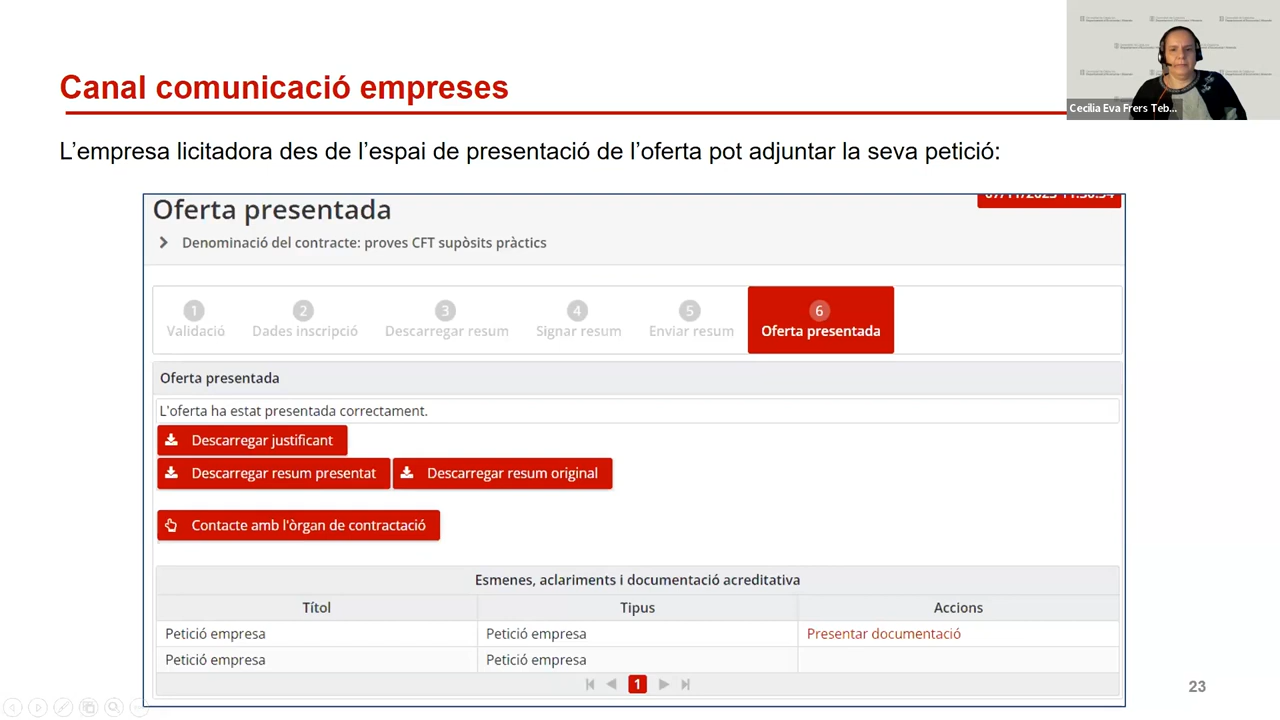 Canal comunicació empreses
Cecilia Eva Frers Teb...
L’empresa licitadora des de l’espai de presentació de l’oferta pot adjuntar la seva petició:
Oferta presentada
Denominació del contracte: proves CFT supòsits pràctics
1 2 3 4 5 6
Validació Dades inscripció Descarregar resum Signar resum Enviar resum Oferta presentada
Oferta presentada
L'oferta ha estat presentada correctament.
Descarregar justificant
Descarregar resum presentat Descarregar resum original
Contacte amb l'òrgan de contractació
Esmenes, aclariments i documentació acreditativa
Títol Tipus Accions
Petició empresa Petició empresa Presentar documentació
Petició empresa Petició empresa
1
23